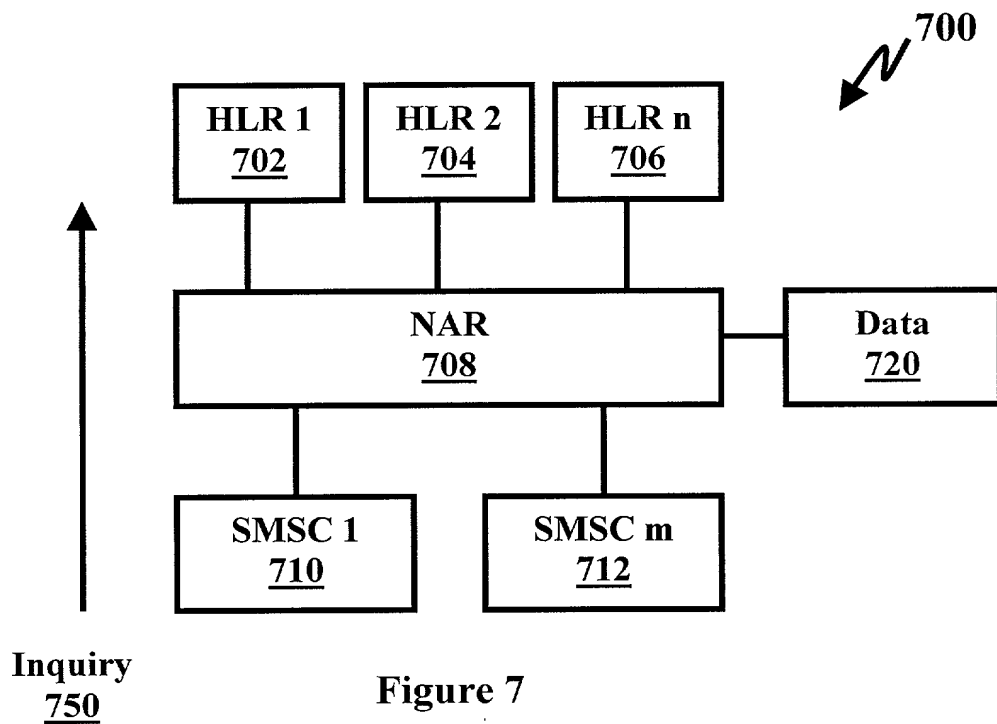 700
HLR 1
702
HLR 2
704
HLR n
706
NAR
708
Data
720
SMSC 1
710
SMSC m
712
Inquiry
750
Figure 7